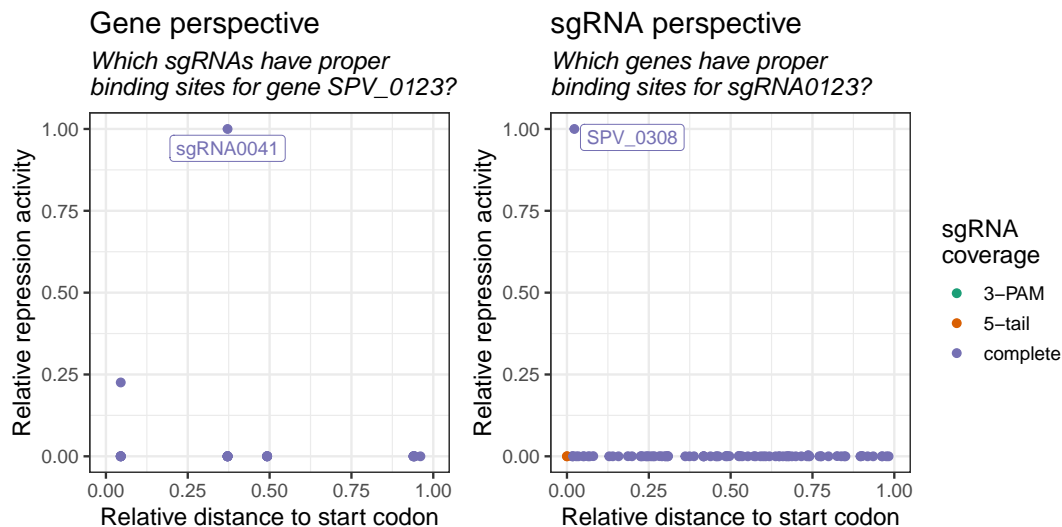 Gene perspective
Which sgRNAs have proper
binding sites for gene SPV_0123?
1.00
0.75
0.50
0.25
0.00
Relative repression activity
sgRNA0041
0.00
0.25
0.50
0.75
1.00
Relative distance to start codon
sgRNA perspective
Which genes have proper
binding sites for sgRNA0123?
1.00
0.75
0.50
0.25
0.00
Relative repression activity
SPV_0308
0.00
0.25
0.50
0.75
1.00
Relative distance to start codon
sgRNA
coverage
3−PAM
5−tail
complete